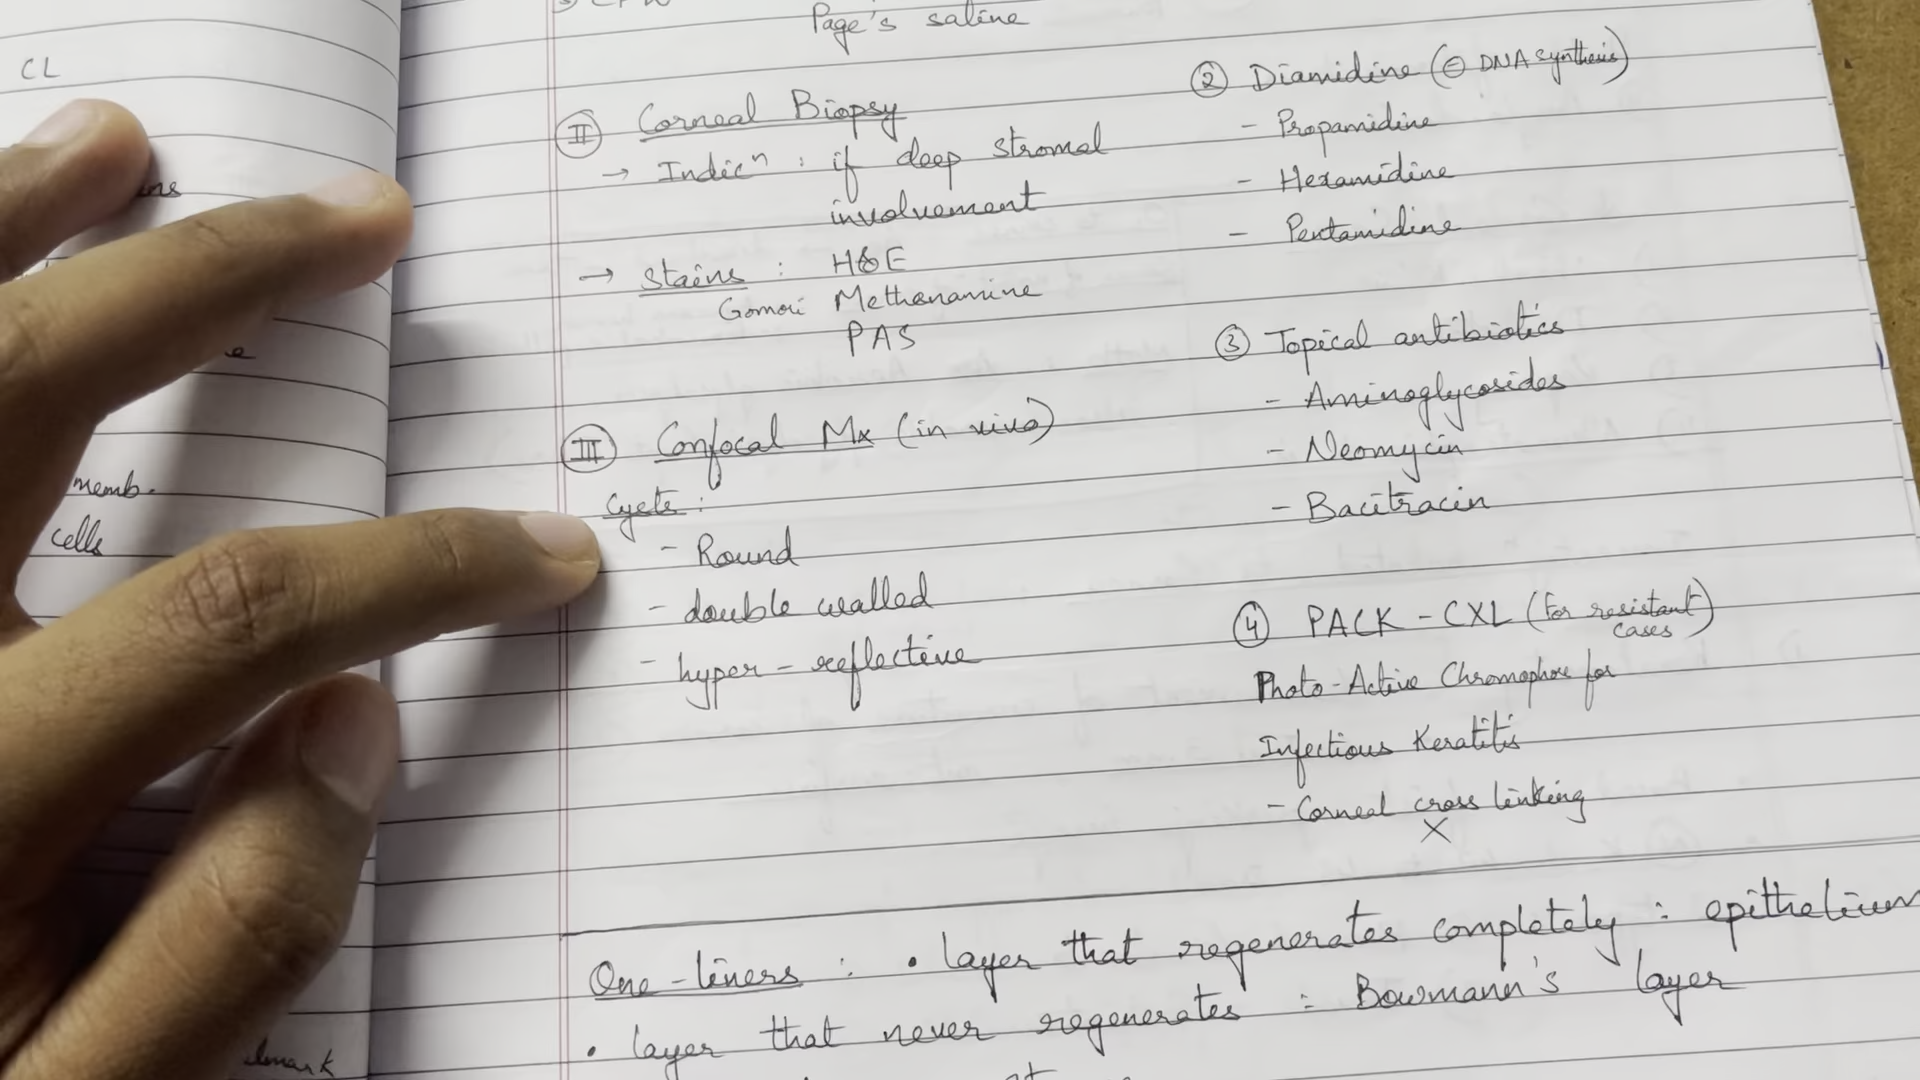 CL
ns
e
memb.
cells
Page's saline
II Corneal Biopsy
→ Indicⁿ : if deep stromal
involvement
→ Stains : H&E
Gomori Methenamine
PAS
III Confocal Mx (in vivo)
Cysts :
- Round
- double walled
- hyper-reflective
2 Diamidine (⊖ DNA synthesis)
- Propamidine
- Hexamidine
- Pentamidine
3 Topical antibiotics
- Aminoglycosides
- Neomycin
- Bacitracin
4 PACK-CXL (for resistant
cases)
Photo-Active Chromophore for
Infectious Keratitis
- Corneal cross linking
X
One-liners : • layer that regenerates completely : epithelium
• layer that never regenerates : Bowmann's layer